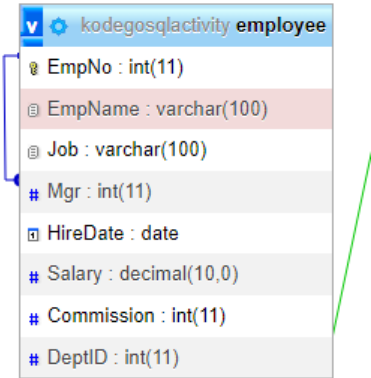 v kodegosqlactivity employee
EmpNo : int(11)
EmpName : varchar(100)
Job : varchar(100)
# Mgr : int(11)
HireDate : date
# Salary : decimal(10,0)
# Commission : int(11)
# DeptID : int(11)